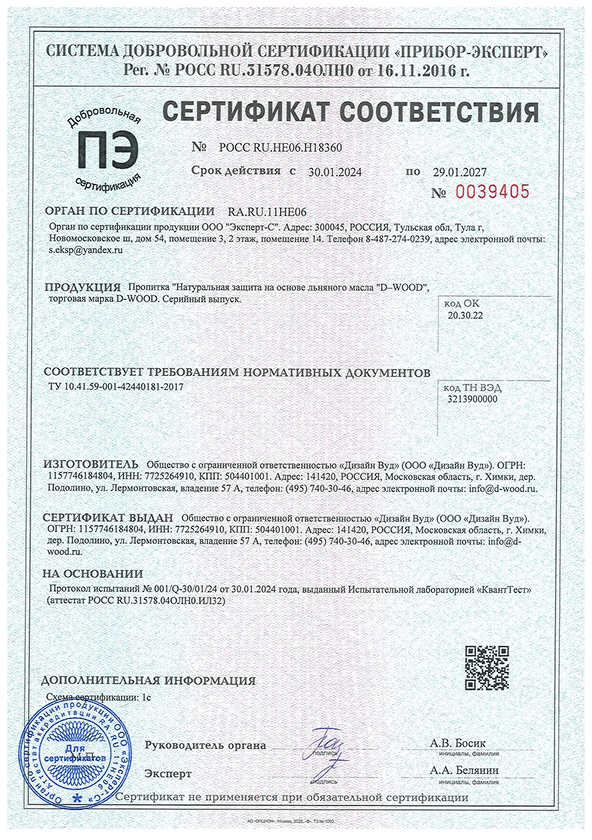 СИСТЕМА ДОБРОВОЛЬНОЙ СЕРТИФИКАЦИИ «ПРИБОР-ЭКСПЕРТ»
Рег. № РОСС RU.31578.04ОЛН0 от 16.11.2016 г.
Добровольная
ПЭ
сертификация
СЕРТИФИКАТ СООТВЕТСТВИЯ
№ РОСС RU.НЕ06.Н18360
Срок действия с 30.01.2024 по 29.01.2027
№ 0039405
ОРГАН ПО СЕРТИФИКАЦИИ RA.RU.11НЕ06
Орган по сертификации продукции ООО "Эксперт-С". Адрес: 300045, РОССИЯ, Тульская обл, Тула г,
Новомосковское ш, дом 54, помещение 3, 2 этаж, помещение 14. Телефон 8-487-274-0239, адрес электронной почты:
s.eksp@yandex.ru
ПРОДУКЦИЯ Пропитка "Натуральная защита на основе льняного масла "D–WOOD",
торговая марка D-WOOD. Серийный выпуск.
код ОК
20.30.22
СООТВЕТСТВУЕТ ТРЕБОВАНИЯМ НОРМАТИВНЫХ ДОКУМЕНТОВ
ТУ 10.41.59-001-42440181-2017
код ТН ВЭД
3213900000
ИЗГОТОВИТЕЛЬ Общество с ограниченной ответственностью «Дизайн Вуд» (ООО «Дизайн Вуд»). ОГРН:
1157746184804, ИНН: 7725264910, КПП: 504401001. Адрес: 141420, РОССИЯ, Московская область, г. Химки, дер.
Подолино, ул. Лермонтовская, владение 57 А, телефон: (495) 740-30-46, адрес электронной почты: info@d-wood.ru.
СЕРТИФИКАТ ВЫДАН Общество с ограниченной ответственностью «Дизайн Вуд» (ООО «Дизайн Вуд»).
ОГРН: 1157746184804, ИНН: 7725264910, КПП: 504401001. Адрес: 141420, РОССИЯ, Московская область, г. Химки,
дер. Подолино, ул. Лермонтовская, владение 57 А, телефон: (495) 740-30-46, адрес электронной почты: info@d-
wood.ru.
НА ОСНОВАНИИ
Протокол испытаний № 001/Q-30/01/24 от 30.01.2024 года, выданный Испытательной лабораторией «КвантТест»
(аттестат РОСС RU.31578.04ОЛН0.ИЛ32)
ДОПОЛНИТЕЛЬНАЯ ИНФОРМАЦИЯ
Схема сертификации: 1с
Орган по сертификации продукции ООО «Эксперт-С»
Аттестат аккредитации RA.RU.11НЕ06
Для
сертификатов
М.П.
Руководитель органа
подпись
А.В. Босик
инициалы, фамилия
Эксперт
подпись
А.А. Белянин
инициалы, фамилия
Сертификат не применяется при обязательной сертификации
АО «ОПЦИОН», Москва, 2023, «В».